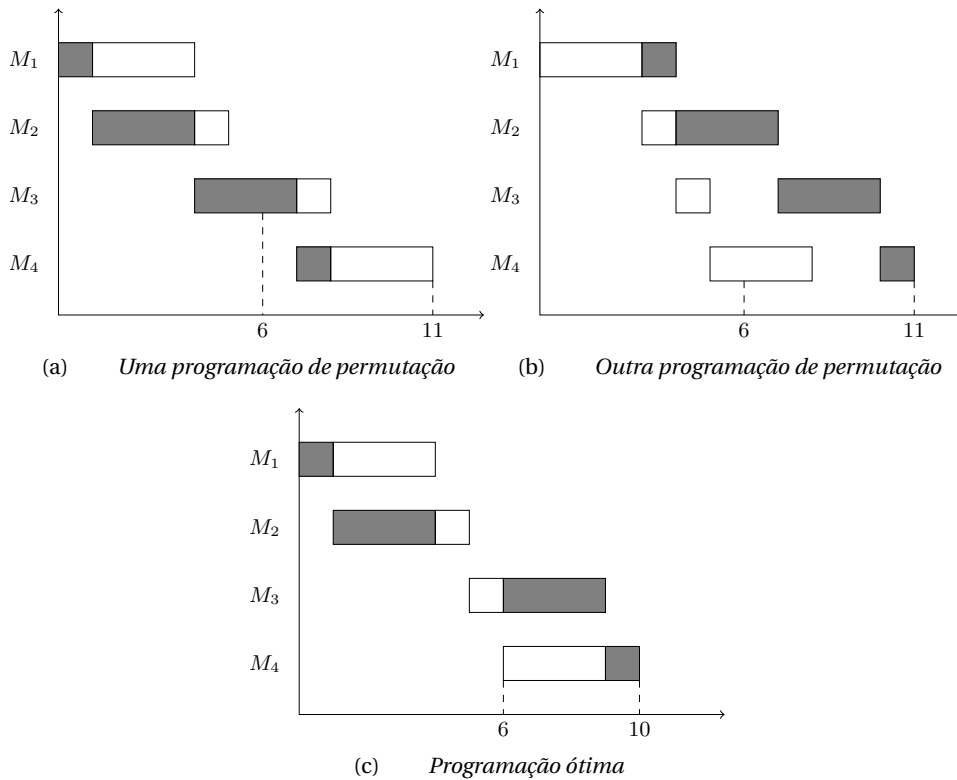 M₁
M₂
M₃
M₄
6 11
(a) Uma programação de permutação
M₁
M₂
M₃
M₄
6 11
(b) Outra programação de permutação
M₁
M₂
M₃
M₄
6 10
(c) Programação ótima